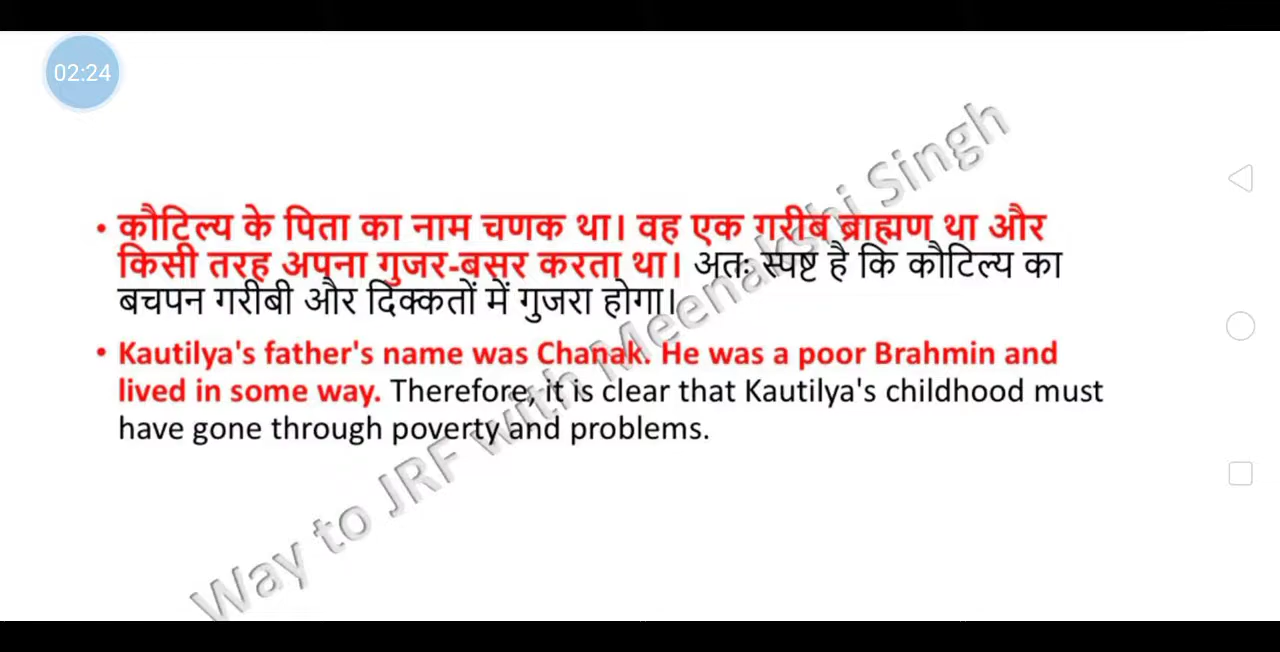 02:24
• कौटिल्य के पिता का नाम चणक था। वह एक गरीब ब्राह्मण था और
किसी तरह अपना गुजर-बसर करता था। अतः स्पष्ट है कि कौटिल्य का
बचपन गरीबी और दिक्कतों में गुजरा होगा।
• Kautilya's father's name was Chanak. He was a poor Brahmin and
lived in some way. Therefore, it is clear that Kautilya's childhood must
have gone through poverty and problems.
Way to JRF with Meenakshi Singh